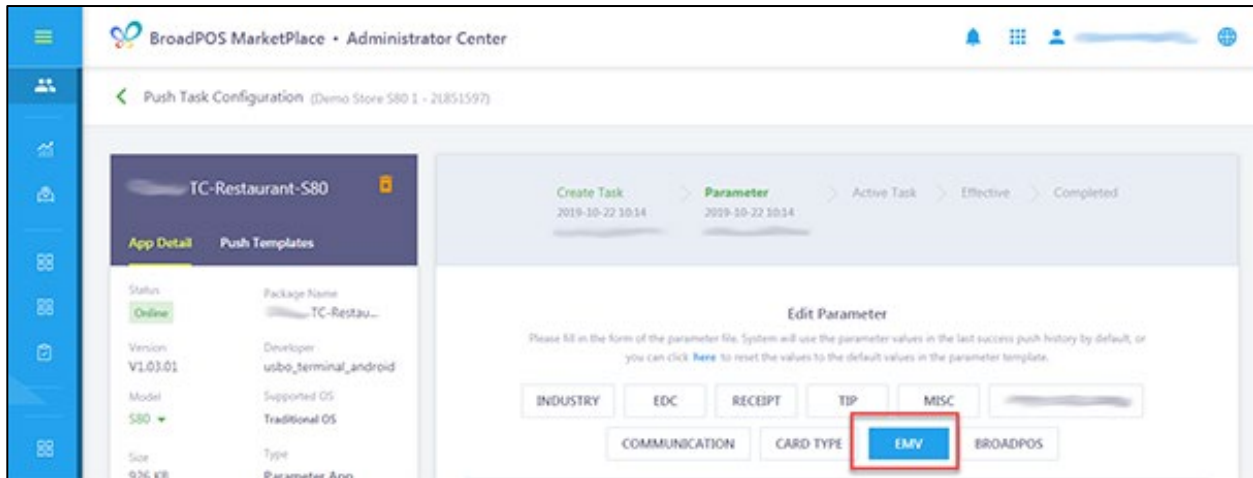 BroadPOS MarketPlace • Administrator Center
Push Task Configuration (Demo Store S80 1 - 2L851597)
TC-Restaurant-S80
App Detail Push Templates
Status Package Name
Online TC-Restau...
Version Developer
V1.03.01 usbo_terminal_android
Model Supported OS
S80 Traditional OS
Size Type
926 KB Parameter App
Create Task Parameter Active Task Effective Completed
2019-10-22 10:14 2019-10-22 10:14
Edit Parameter
Please fill in the form of the parameter file. System will use the parameter values in the last success push history by default, or
you can click here to reset the values to the default values in the parameter template.
INDUSTRY EDC RECEIPT TIP MISC
COMMUNICATION CARD TYPE EMV BROADPOS